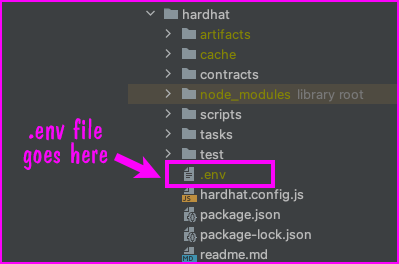 hardhat
artifacts
cache
contracts
node_modules library root
scripts
tasks
test
.env file
goes here
.env
hardhat.config.js
package.json
package-lock.json
readme.md